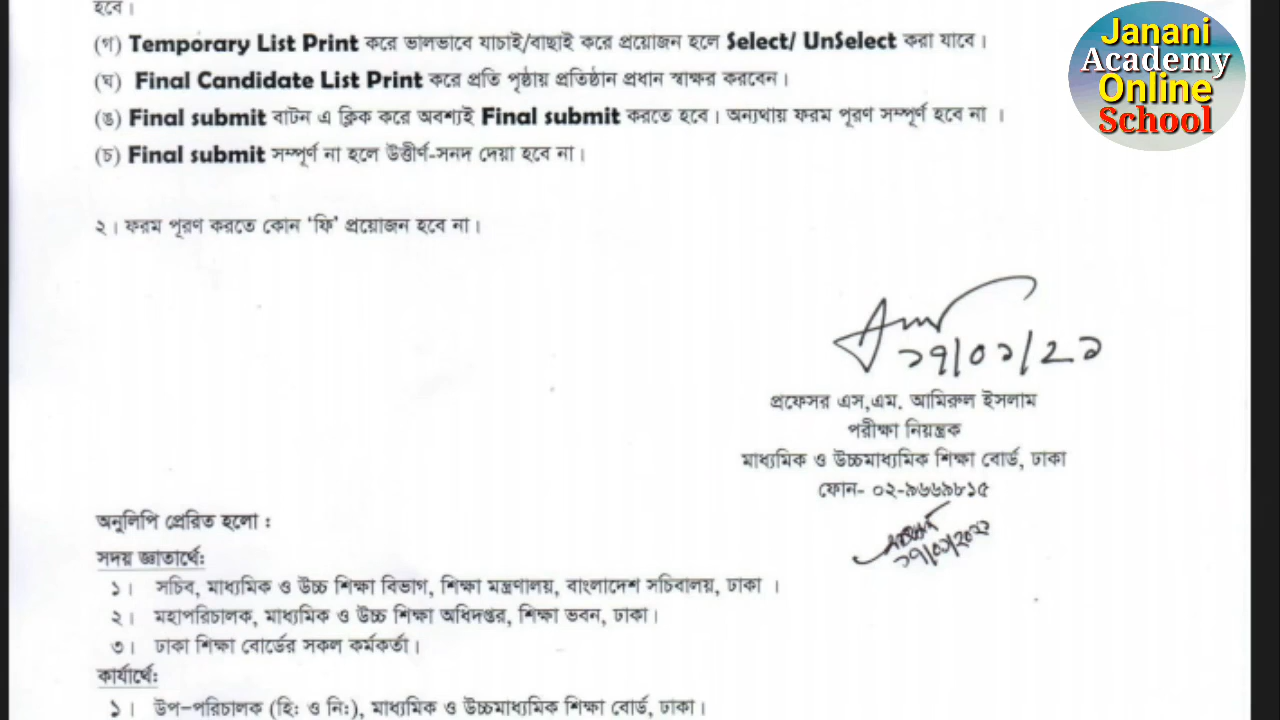 হবে।
(গ) Temporary List Print করে ভালভাবে যাচাই/বাছাই করে প্রয়োজন হলে Select/ UnSelect করা যাবে।
(ঘ) Final Candidate List Print করে প্রতি পৃষ্ঠায় প্রতিষ্ঠান প্রধান স্বাক্ষর করবেন।
(ঙ) Final submit বাটন এ ক্লিক করে অবশ্যই Final submit করতে হবে। অন্যথায় ফরম পূরণ সম্পূর্ণ হবে না ।
(চ) Final submit সম্পূর্ণ না হলে উত্তীর্ণ-সনদ দেয়া হবে না।
Janani
Academy
Online
School
২। ফরম পূরণ করতে কোন ‘ফি’ প্রয়োজন হবে না।
প্রফেসর এস,এম. আমিরুল ইসলাম
পরীক্ষা নিয়ন্ত্রক
মাধ্যমিক ও উচ্চমাধ্যমিক শিক্ষা বোর্ড, ঢাকা
ফোন- ০২-৯৬৬৯৮১৫
অনুলিপি প্রেরিত হলো :
সদয় জ্ঞাতার্থে:
১। সচিব, মাধ্যমিক ও উচ্চ শিক্ষা বিভাগ, শিক্ষা মন্ত্রণালয়, বাংলাদেশ সচিবালয়, ঢাকা ।
২। মহাপরিচালক, মাধ্যমিক ও উচ্চ শিক্ষা অধিদপ্তর, শিক্ষা ভবন, ঢাকা।
৩। ঢাকা শিক্ষা বোর্ডের সকল কর্মকর্তা।
কার্যার্থে:
১। উপ-পরিচালক (হিঃ ও নিঃ), মাধ্যমিক ও উচ্চমাধ্যমিক শিক্ষা বোর্ড, ঢাকা।